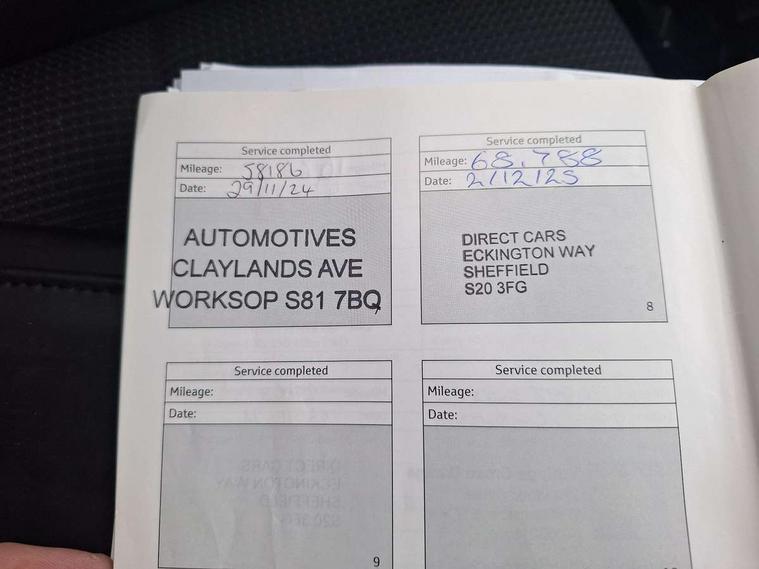 Service completed
Mileage: 58186
Date: 29/11/24
AUTOMOTIVES
CLAYLANDS AVE
WORKSOP S81 7BQ
Service completed
Mileage: 68.788
Date: 2/12/25
DIRECT CARS
ECKINGTON WAY
SHEFFIELD
S20 3FG
8
Service completed
Mileage:
Date:
9
Service completed
Mileage:
Date: